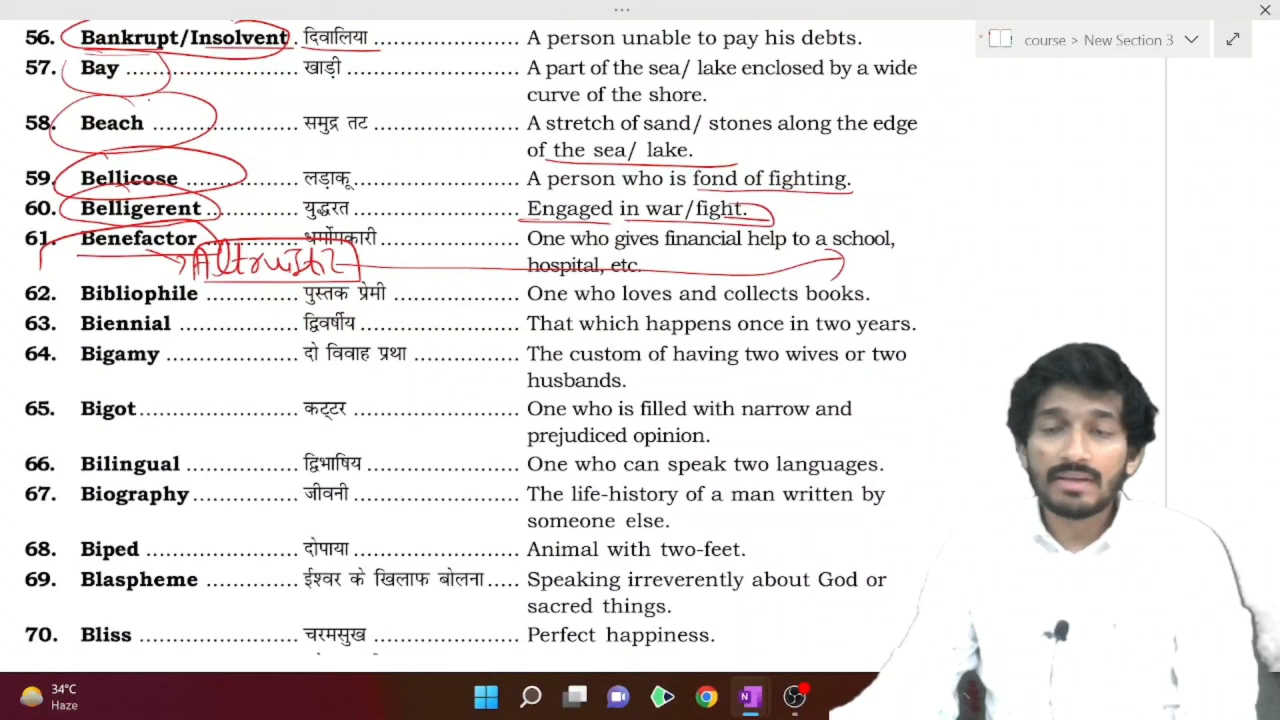 course > New Section 3
56. Bankrupt/Insolvent . दिवालिया .................... A person unable to pay his debts.
57. Bay .......................... खाड़ी ........................ A part of the sea/ lake enclosed by a wide
curve of the shore.
58. Beach ...................... समुद्र तट .................. A stretch of sand/ stones along the edge
of the sea/ lake.
59. Bellicose ................. लड़ाकू ...................... A person who is fond of fighting.
60. Belligerent .............. युद्धरत ..................... Engaged in war/fight.
61. Benefactor .............. धर्मोपकारी ................. One who gives financial help to a school,
Altruistic hospital, etc.
62. Bibliophile .............. पुस्तक प्रेमी ................ One who loves and collects books.
63. Biennial .................. द्विवर्षीय .................... That which happens once in two years.
64. Bigamy .................... दो विवाह प्रथा ............. The custom of having two wives or two
husbands.
65. Bigot ........................ कट्टर ....................... One who is filled with narrow and
prejudiced opinion.
66. Bilingual ................. द्विभाषिय ................... One who can speak two languages.
67. Biography ................ जीवनी ...................... The life-history of a man written by
someone else.
68. Biped ...................... दोपाया ...................... Animal with two-feet.
69. Blaspheme .............. ईश्वर के खिलाफ बोलना ..... Speaking irreverently about God or
sacred things.
70. Bliss ........................ चरमसुख .................... Perfect happiness.
34°C
Haze